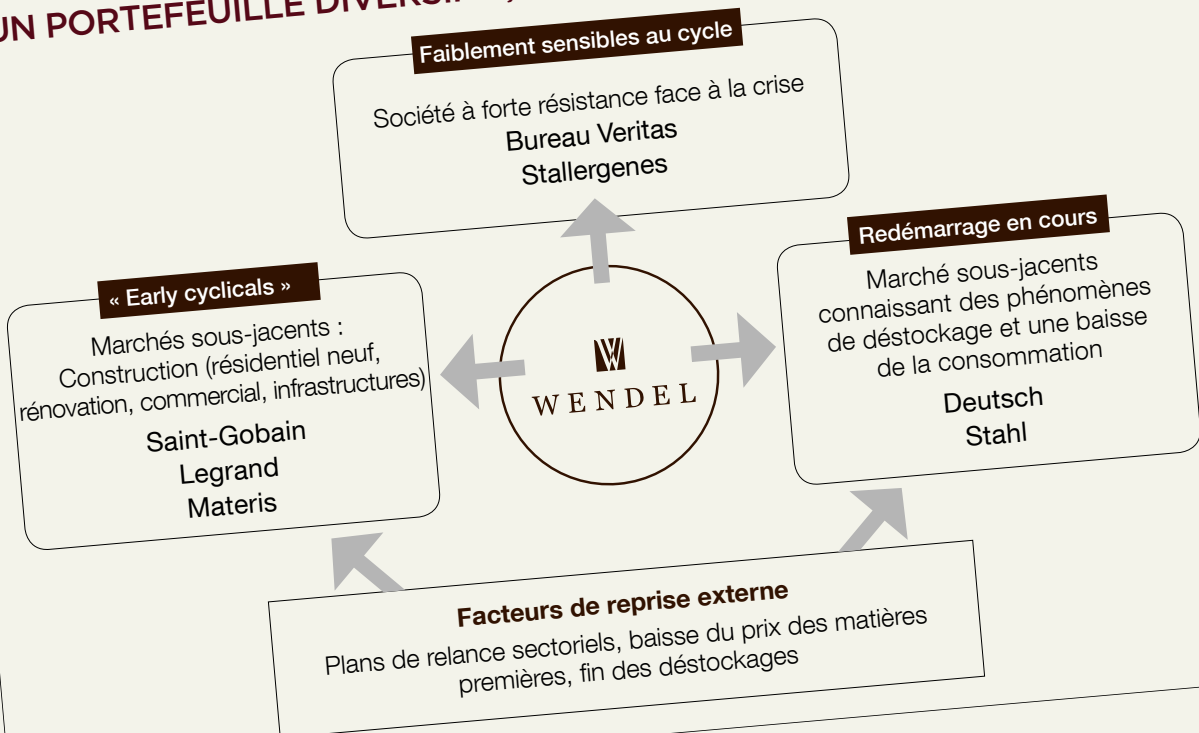 UN PORTEFEUILLE
Faiblement sensibles au cycle
Société à forte résistance face à la crise
Bureau Veritas
Stallergenes
« Early cyclicals »
Marchés sous-jacents :
Construction (résidentiel neuf,
rénovation, commercial, infrastructures)
Saint-Gobain
Legrand
Materis
W
WENDEL
Redémarrage en cours
Marché sous-jacents
connaissant des phénomènes
de déstockage et une baisse
de la consommation
Deutsch
Stahl
Facteurs de reprise externe
Plans de relance sectoriels, baisse du prix des matières
premières, fin des déstockages